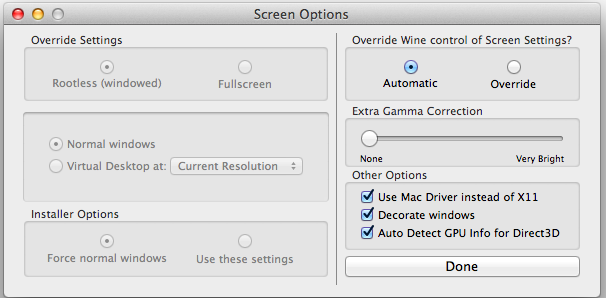 Screen Options
Override Settings
Rootless (windowed)
Fullscreen
Normal windows
Virtual Desktop at:
Current Resolution
Installer Options
Force normal windows
Use these settings
Override Wine control of Screen Settings?
Automatic
Override
Extra Gamma Correction
None
Very Bright
Other Options
Use Mac Driver instead of X11
Decorate windows
Auto Detect GPU Info for Direct3D
Done